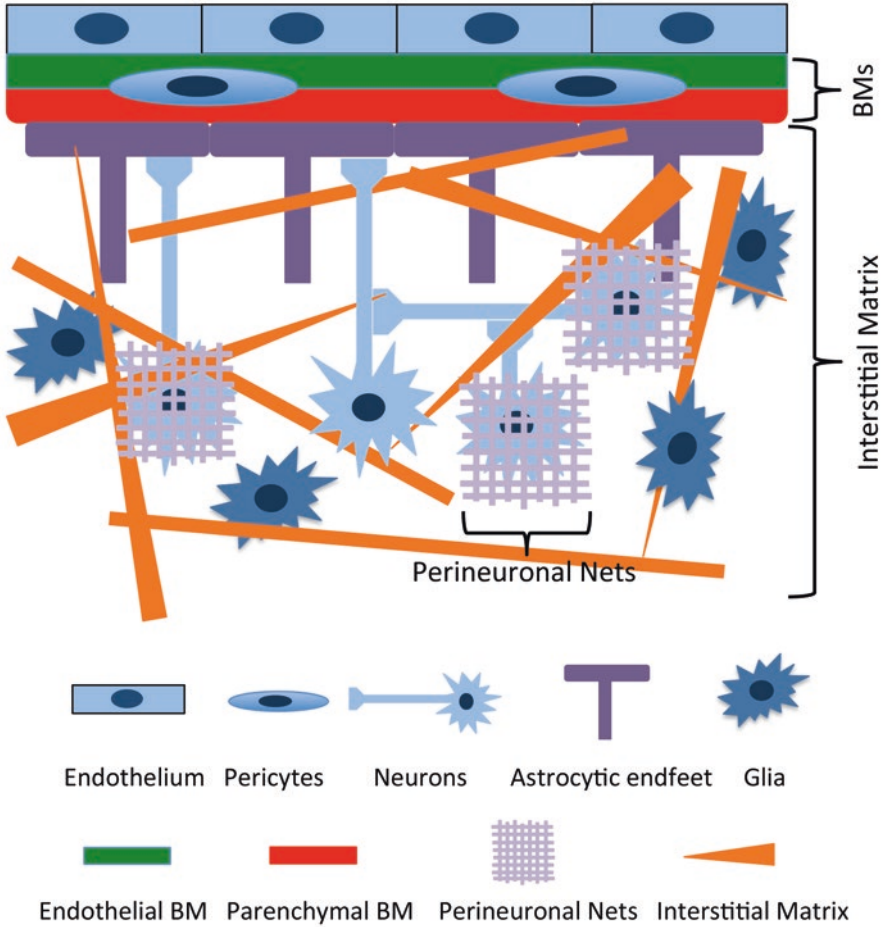 BMs
Interstitial Matrix
Perineuronal Nets
Endothelium Pericytes Neurons Astrocytic endfeet Glia
Endothelial BM Parenchymal BM Perineuronal Nets Interstitial Matrix